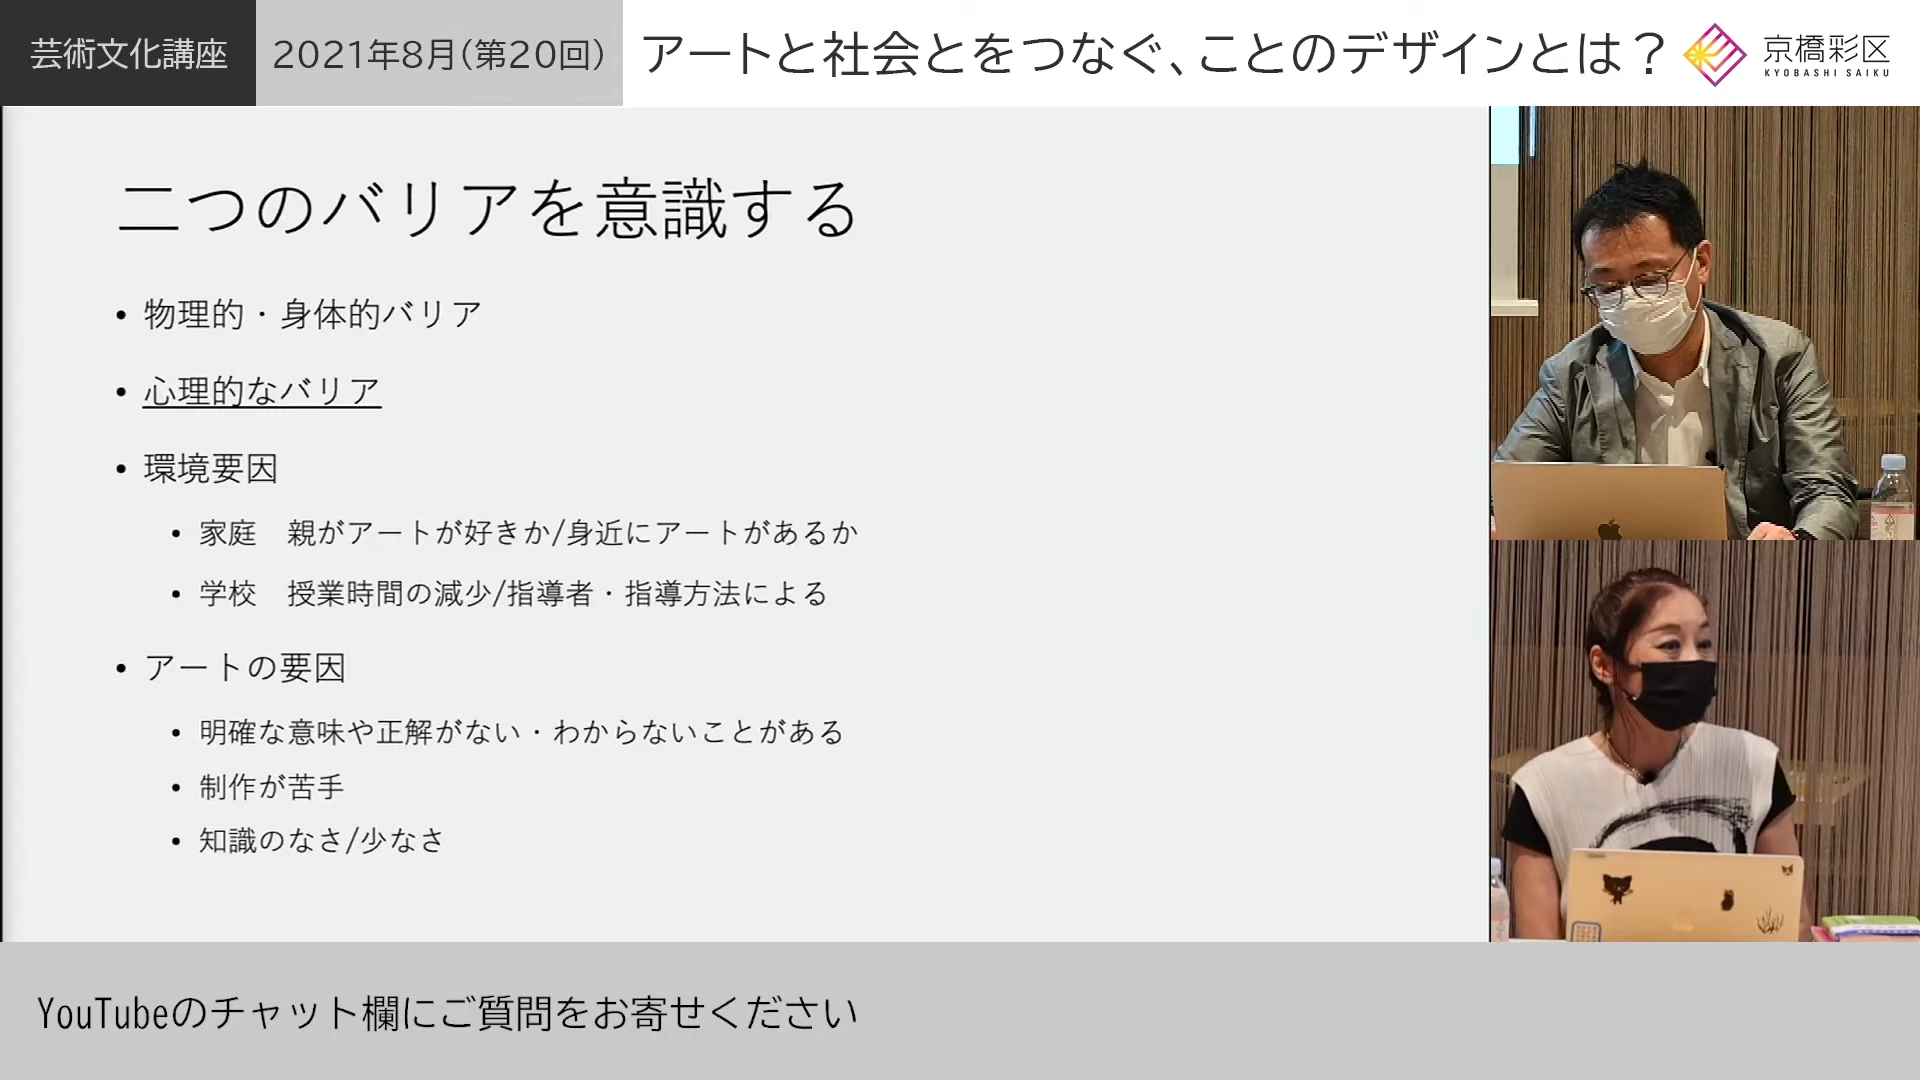 芸術文化講座
2021年8月(第20回)
アートと社会とをつなぐ、ことのデザインとは？
京橋彩区
KYOBASHI SAIKU
二つのバリアを意識する
• 物理的・身体的バリア
• 心理的なバリア
• 環境要因
• 家庭　親がアートが好きか/身近にアートがあるか
• 学校　授業時間の減少/指導者・指導方法による
• アートの要因
• 明確な意味や正解がない・わからないことがある
• 制作が苦手
• 知識のなさ/少なさ
YouTubeのチャット欄にご質問をお寄せください